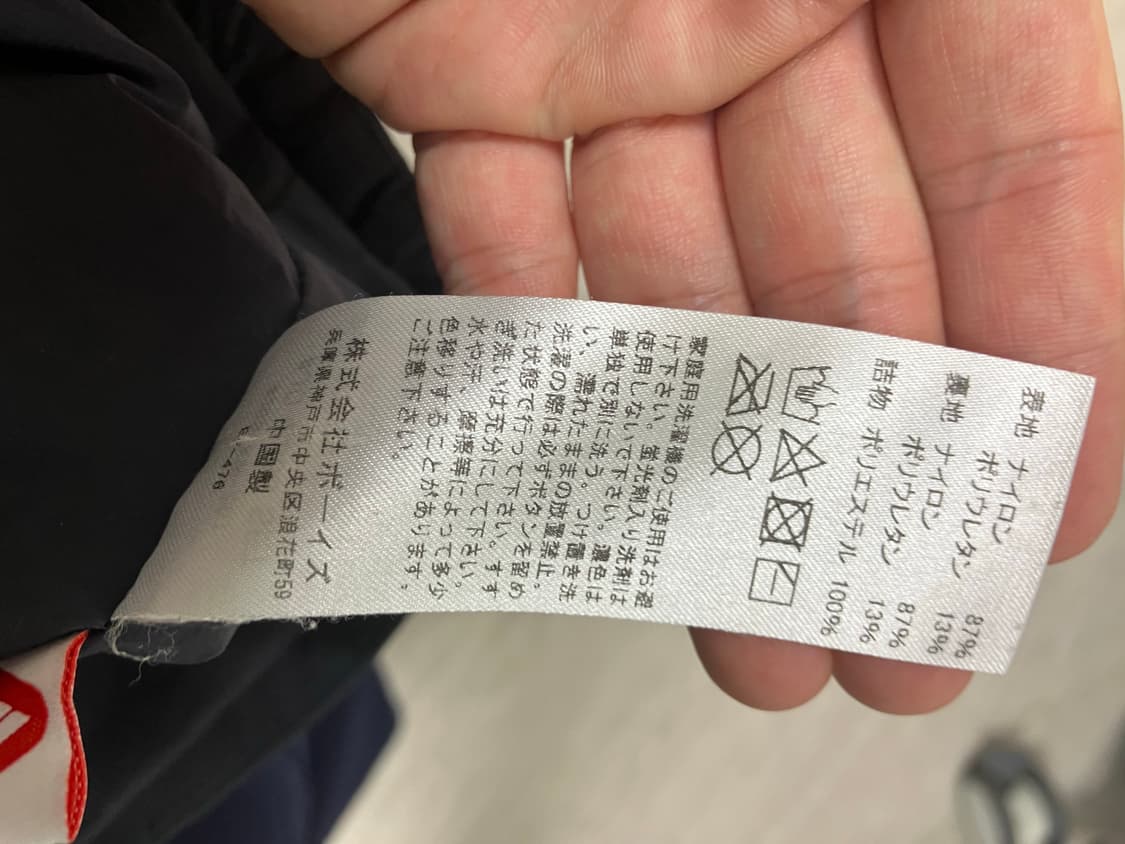 表地 ナイロン 87%
ポリウレタン 13%
裏地 ナイロン 87%
ポリウレタン 13%
詰物 ポリエステル 100%
家庭用洗濯機のご使用はお避
け下さい。蛍光剤入り洗剤は
使用しないで下さい。濃色は
単独で別に洗う。つけ置き洗
い、濡れたままの放置禁止。
洗濯の際は必ずボタンを留め
た状態で行って下さい。すす
ぎ洗いは充分にして下さい。
水や汗、摩擦等によって多少
色移りすることがあります。
ご注意下さい。
株式会社ボーイズ
兵庫県神戸市中央区浪花町59
中国製